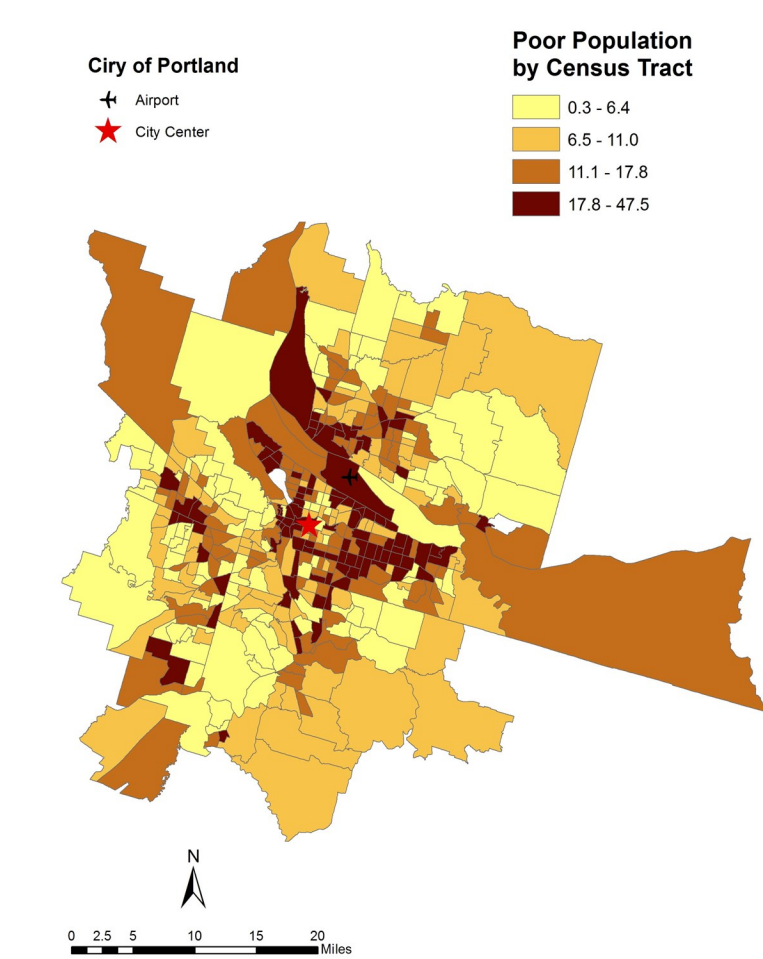 Poor Population
by Census Tract
Ciry of Portland
Airport
City Center
0.3 - 6.4
6.5 - 11.0
11.1 - 17.8
17.8 - 47.5
N
0 2.5 5 10 15 20
Miles